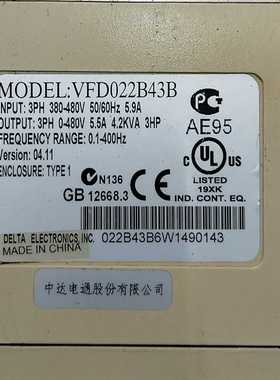 MODEL:VFD022B43B
INPUT: 3PH 380-480V 50/60Hz 5.9A
OUTPUT: 3PH 0-480V 5.5A 4.2KVA 3HP
FREQUENCY RANGE: 0.1-400Hz
Version: 04.11
ENCLOSURE: TYPE 1
AE95
N136
GB 12668.3
C UL US
LISTED
19XK
IND. CONT. EQ.
DELTA ELECTRONICS, INC.
MADE IN CHINA
022B43B6W1490143
中达电通股份有限公司